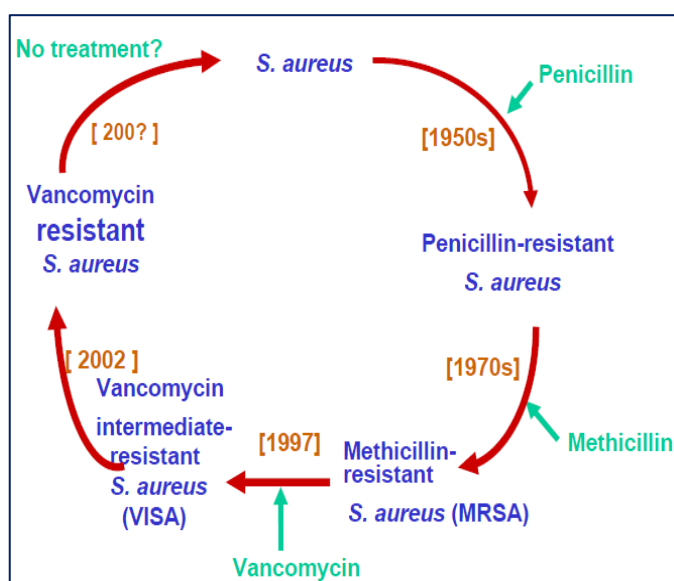 No treatment?
S. aureus
Penicillin
[ 200? ]
[1950s]
Vancomycin
resistant
S. aureus
Penicillin-resistant
S. aureus
[ 2002 ]
[1970s]
Vancomycin
intermediate-
resistant
S. aureus
(VISA)
[1997]
Methicillin-
resistant
S. aureus (MRSA)
Methicillin
Vancomycin